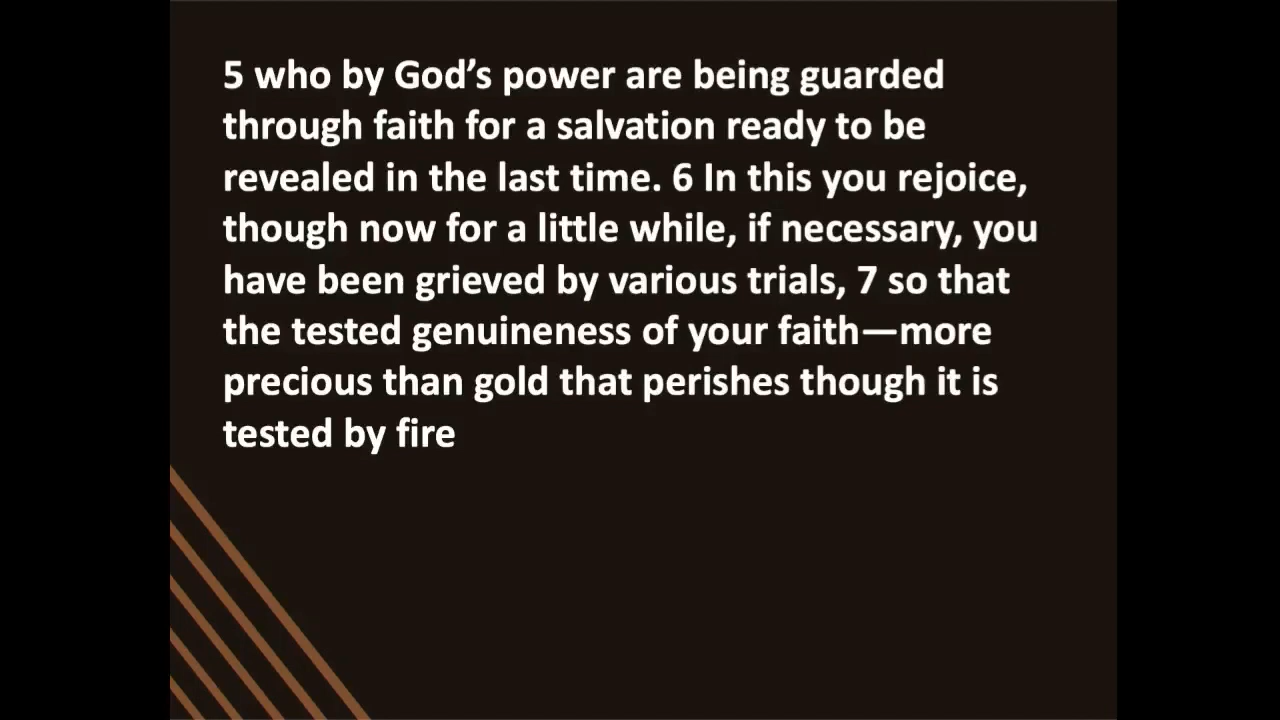 5 who by God’s power are being guarded
through faith for a salvation ready to be
revealed in the last time. 6 In this you rejoice,
though now for a little while, if necessary, you
have been grieved by various trials, 7 so that
the tested genuineness of your faith—more
precious than gold that perishes though it is
tested by fire